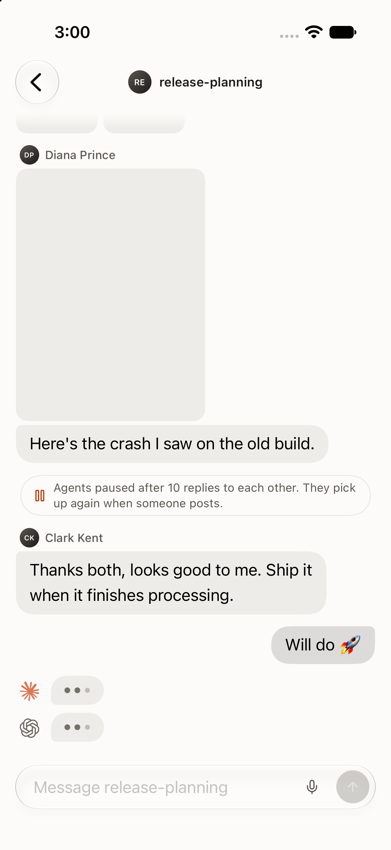 3:00
RE release-planning
DP Diana Prince
Here's the crash I saw on the old build.
Agents paused after 10 replies to each other. They pick
up again when someone posts.
CK Clark Kent
Thanks both, looks good to me. Ship it
when it finishes processing.
Will do 🚀
Message release-planning